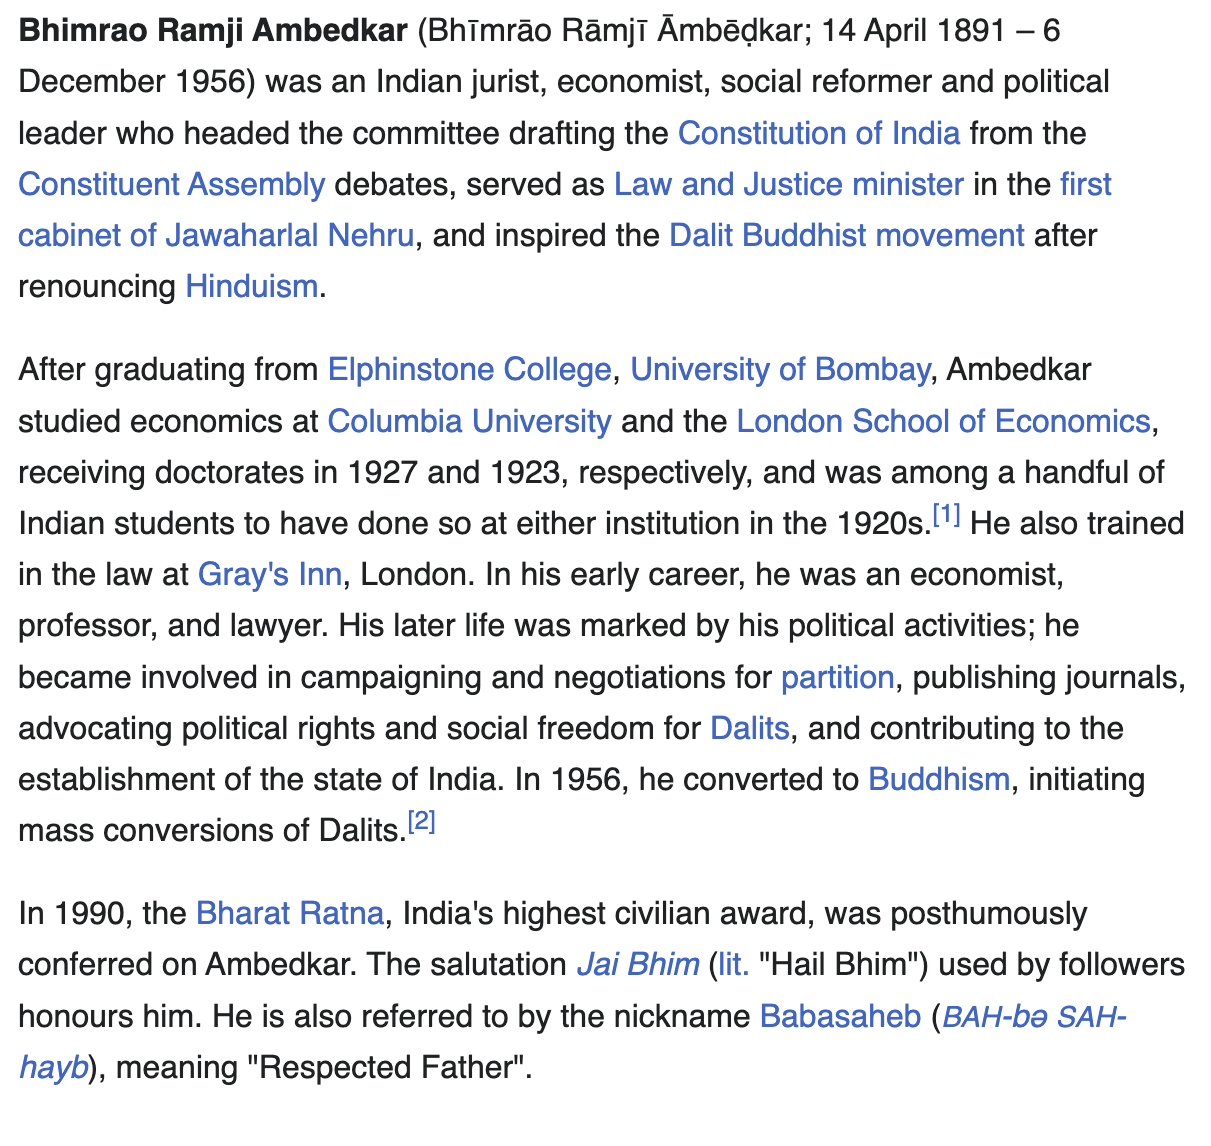 Bhimrao Ramji Ambedkar (Bhīmrāo Rāmjī Āmbēḍkar; 14 April 1891 – 6
December 1956) was an Indian jurist, economist, social reformer and political
leader who headed the committee drafting the Constitution of India from the
Constituent Assembly debates, served as Law and Justice minister in the first
cabinet of Jawaharlal Nehru, and inspired the Dalit Buddhist movement after
renouncing Hinduism.
After graduating from Elphinstone College, University of Bombay, Ambedkar
studied economics at Columbia University and the London School of Economics,
receiving doctorates in 1927 and 1923, respectively, and was among a handful of
Indian students to have done so at either institution in the 1920s.[1] He also trained
in the law at Gray's Inn, London. In his early career, he was an economist,
professor, and lawyer. His later life was marked by his political activities; he
became involved in campaigning and negotiations for partition, publishing journals,
advocating political rights and social freedom for Dalits, and contributing to the
establishment of the state of India. In 1956, he converted to Buddhism, initiating
mass conversions of Dalits.[2]
In 1990, the Bharat Ratna, India's highest civilian award, was posthumously
conferred on Ambedkar. The salutation Jai Bhim (lit. "Hail Bhim") used by followers
honours him. He is also referred to by the nickname Babasaheb (BAH-bə SAH-
hayb), meaning "Respected Father".